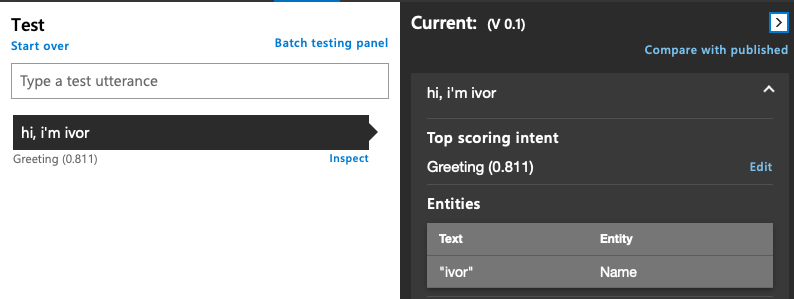 Test
Start over
Batch testing panel
Type a test utterance
hi, i'm ivor
Greeting (0.811)
Inspect
Current: (V 0.1)
Compare with published
hi, i'm ivor
Top scoring intent
Greeting (0.811)
Edit
Entities
Text Entity
"ivor" Name